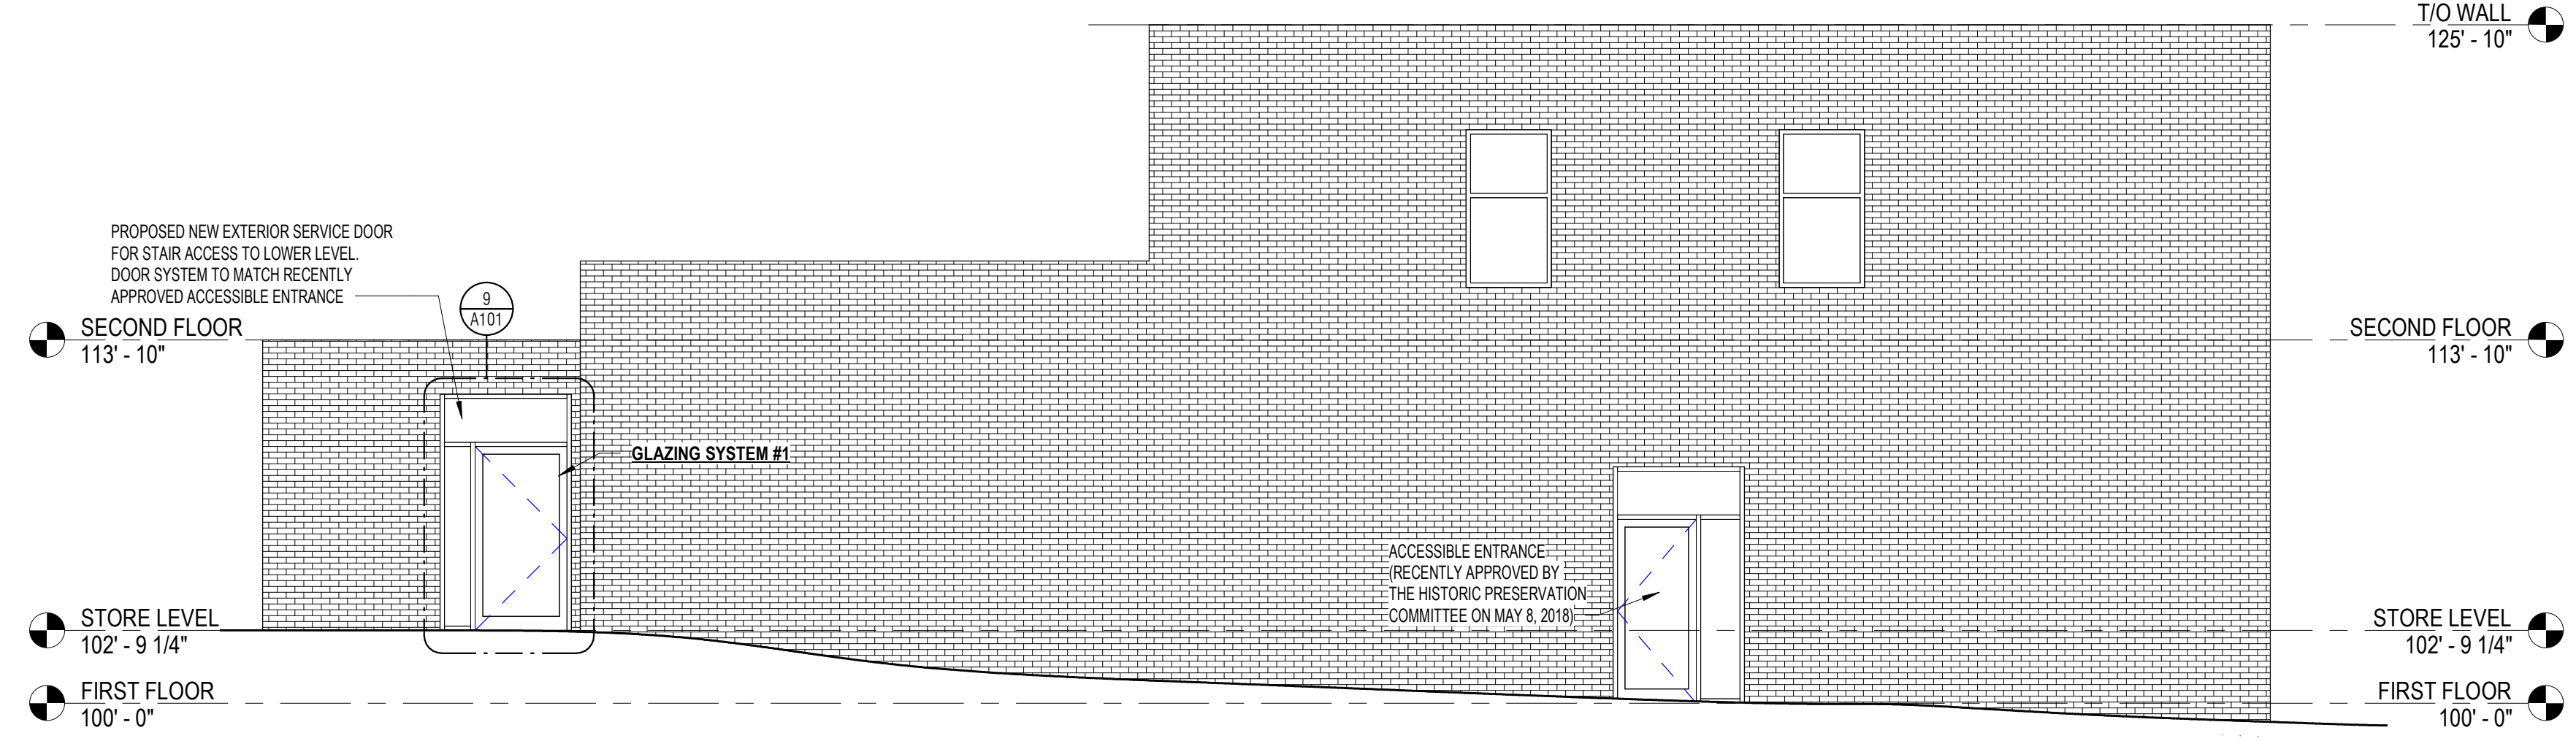 T/O WALL
125' - 10"
PROPOSED NEW EXTERIOR SERVICE DOOR
FOR STAIR ACCESS TO LOWER LEVEL.
DOOR SYSTEM TO MATCH RECENTLY
APPROVED ACCESSIBLE ENTRANCE
9
A101
SECOND FLOOR
113' - 10"
SECOND FLOOR
113' - 10"
GLAZING SYSTEM #1
ACCESSIBLE ENTRANCE
(RECENTLY APPROVED BY
THE HISTORIC PRESERVATION
COMMITTEE ON MAY 8, 2018)
STORE LEVEL
102' - 9 1/4"
STORE LEVEL
102' - 9 1/4"
FIRST FLOOR
100' - 0"
FIRST FLOOR
100' - 0"